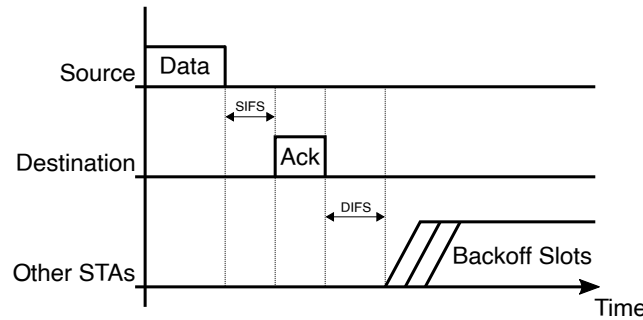 Data
Source
SIFS
Ack
Destination
DIFS
Backoff Slots
Other STAs
Time